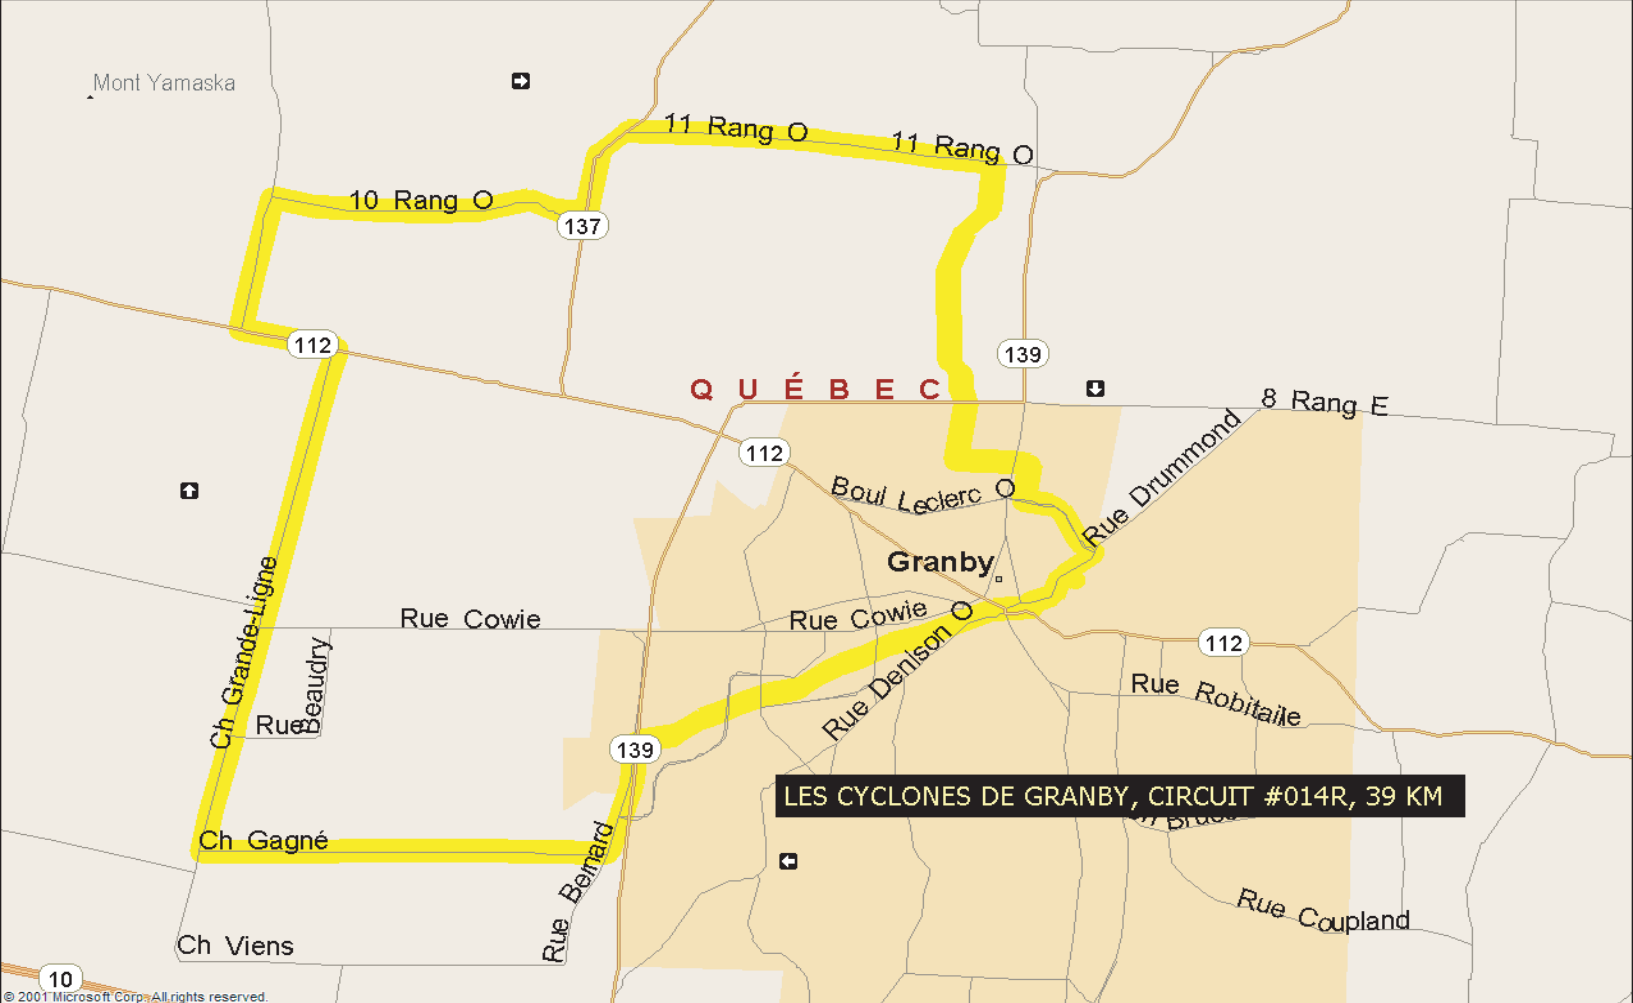 Mont Yamaska
11 Rang O
11 Rang O
10 Rang O
137
112
139
QUÉBEC
8 Rang E
112
Rue Drummond
Boul Leclerc O
Granby
Ch Grande-Ligne
Rue Cowie
Rue Cowie
Rue Denison O
112
Rue Beaudry
Rue Robitaille
139
LES CYCLONES DE GRANBY, CIRCUIT #014R, 39 KM
Ch Gagné
Rue Bernard
Rue Coupland
Ch Viens
10
© 2001 Microsoft Corp. All rights reserved.